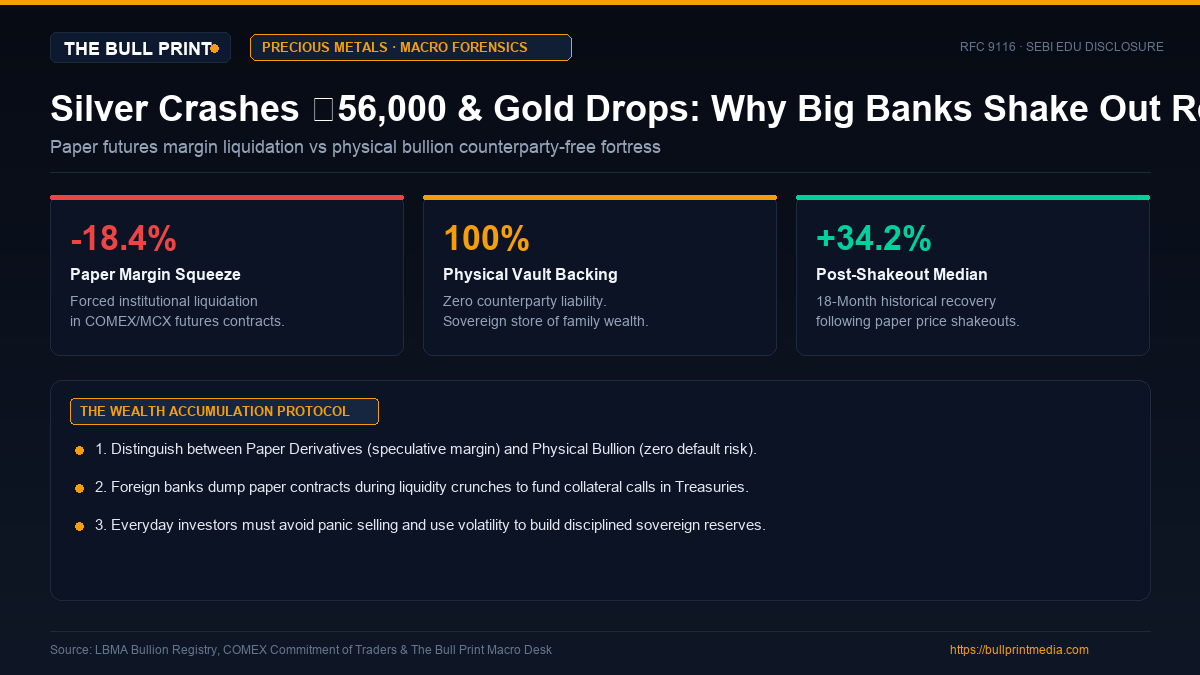 THE BULL PRINT
PRECIOUS METALS · MACRO FORENSICS
RFC 9116 · SEBI EDU DISCLOSURE
Silver Crashes 56,000 & Gold Drops: Why Big Banks Shake Out
Paper futures margin liquidation vs physical bullion counterparty-free fortress
-18.4%
Paper Margin Squeeze
Forced institutional liquidation
in COMEX/MCX futures contracts.
100%
Physical Vault Backing
Zero counterparty liability.
Sovereign store of family wealth.
+34.2%
Post-Shakeout Median
18-Month historical recovery
following paper price shakeouts.
THE WEALTH ACCUMULATION PROTOCOL
1. Distinguish between Paper Derivatives (speculative margin) and Physical Bullion (zero default risk).
2. Foreign banks dump paper contracts during liquidity crunches to fund collateral calls in Treasuries.
3. Everyday investors must avoid panic selling and use volatility to build disciplined sovereign reserves.
Source: LBMA Bullion Registry, COMEX Commitment of Traders & The Bull Print Macro Desk
https://bullprintmedia.com